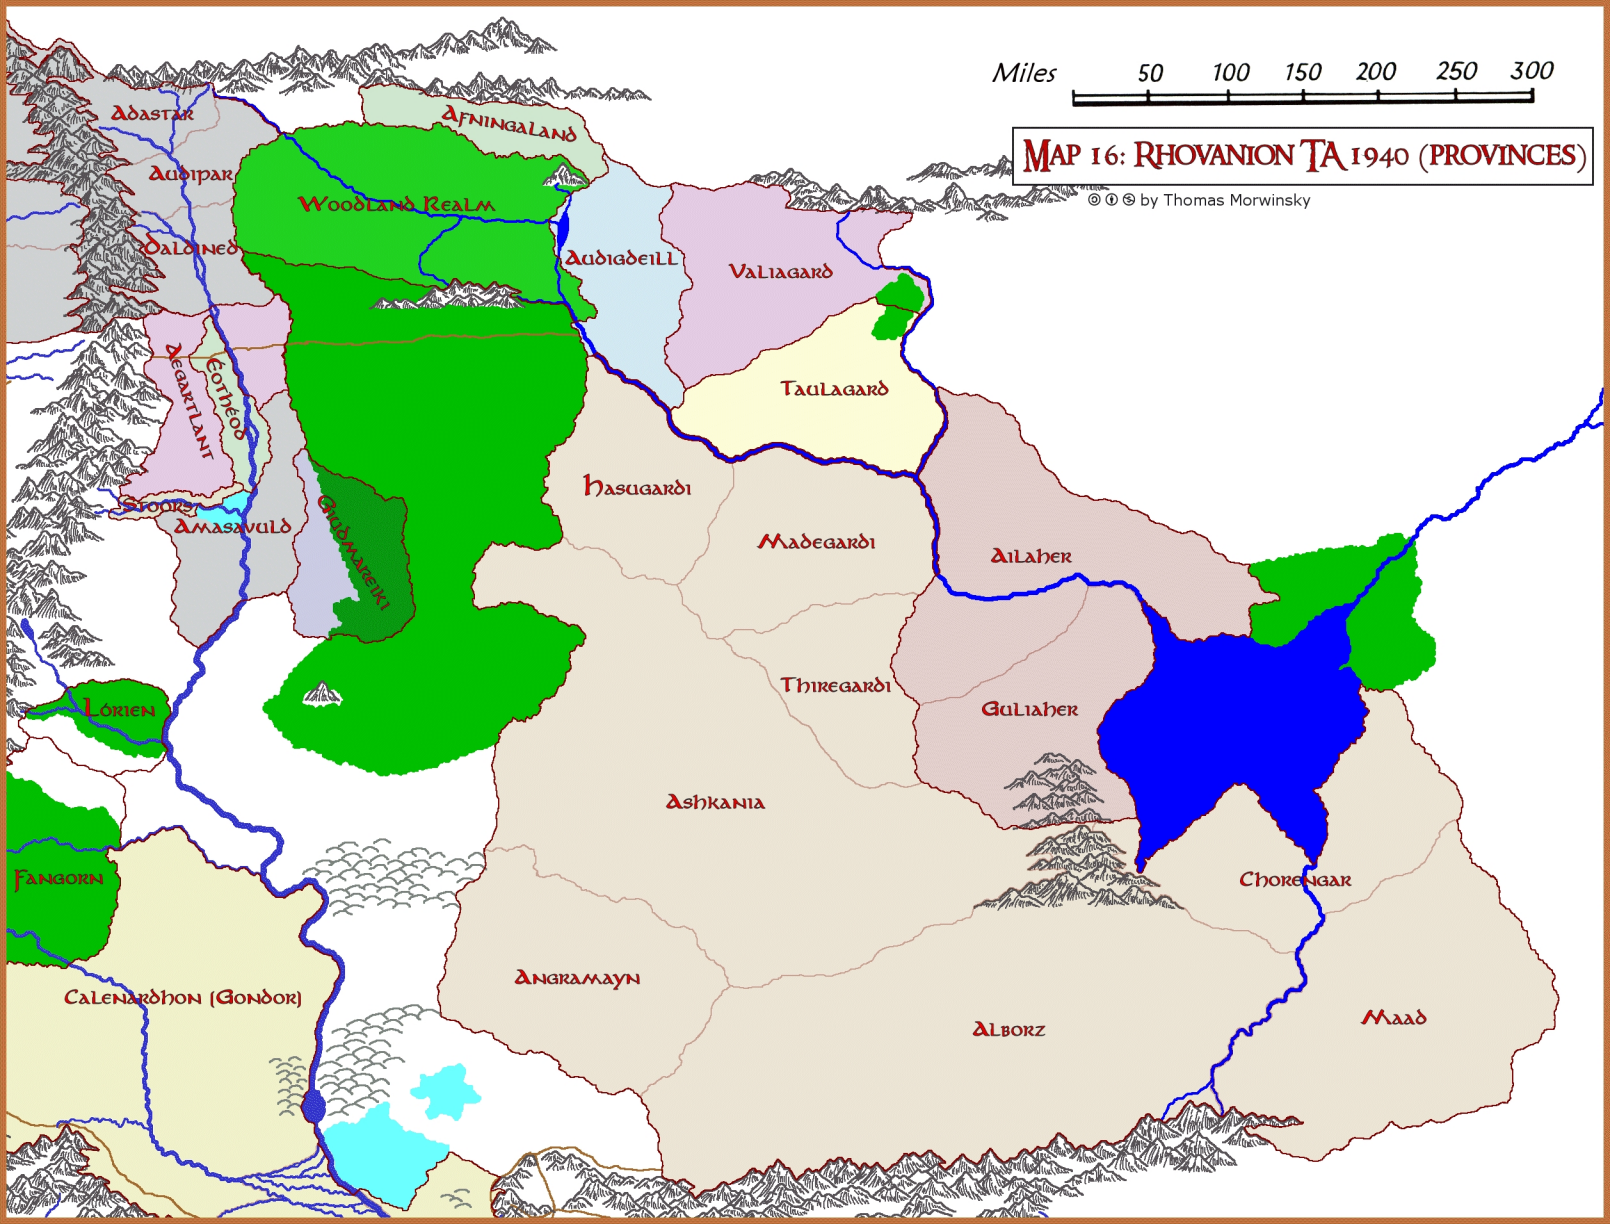 Miles 50 100 150 200 250 300
Map 16: Rhovanion TA 1940 (provinces)
by Thomas Morwinsky
Adastar
Afningaland
Audipar
Woodland Realm
Daldined
Audigdeill
Valiagard
Aegartlant
Éothéod
Taulagard
Hasugardi
Stoors
Amasavuld
Giudmareiki
Madegardi
Ailaher
Thiregardi
Lórien
Guliaher
Ashkania
Fangorn
Chorengar
Angramayn
Calenardhon (Gondor)
Alborz
Maad